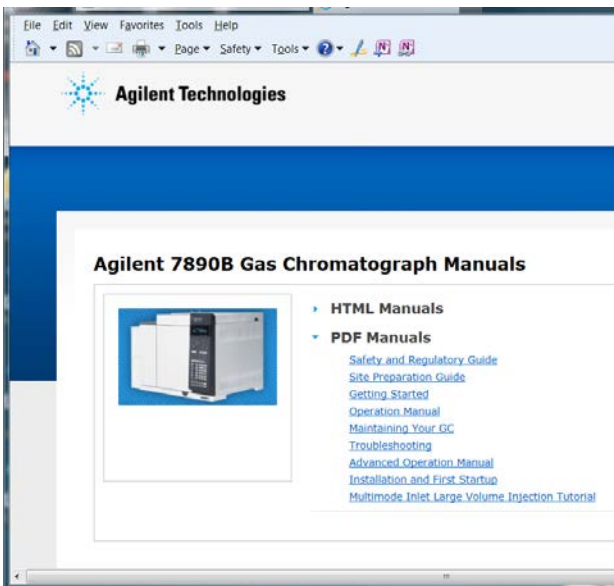 File Edit View Favorites Tools Help
Page Safety Tools
Agilent Technologies
Agilent 7890B Gas Chromatograph Manuals
HTML Manuals
PDF Manuals
Safety and Regulatory Guide
Site Preparation Guide
Getting Started
Operation Manual
Maintaining Your GC
Troubleshooting
Advanced Operation Manual
Installation and First Startup
Multimode Inlet Large Volume Injection Tutorial